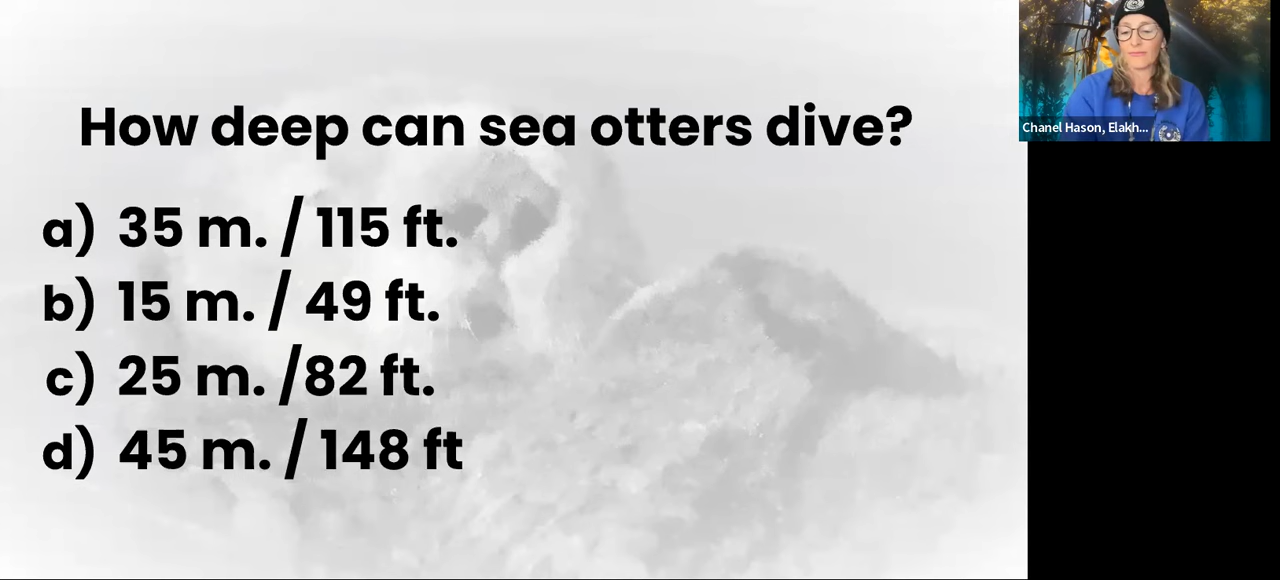 How deep can sea otters dive?
a) 35 m. / 115 ft.
b) 15 m. / 49 ft.
c) 25 m. /82 ft.
d) 45 m. / 148 ft
Chanel Hason, Elakh...